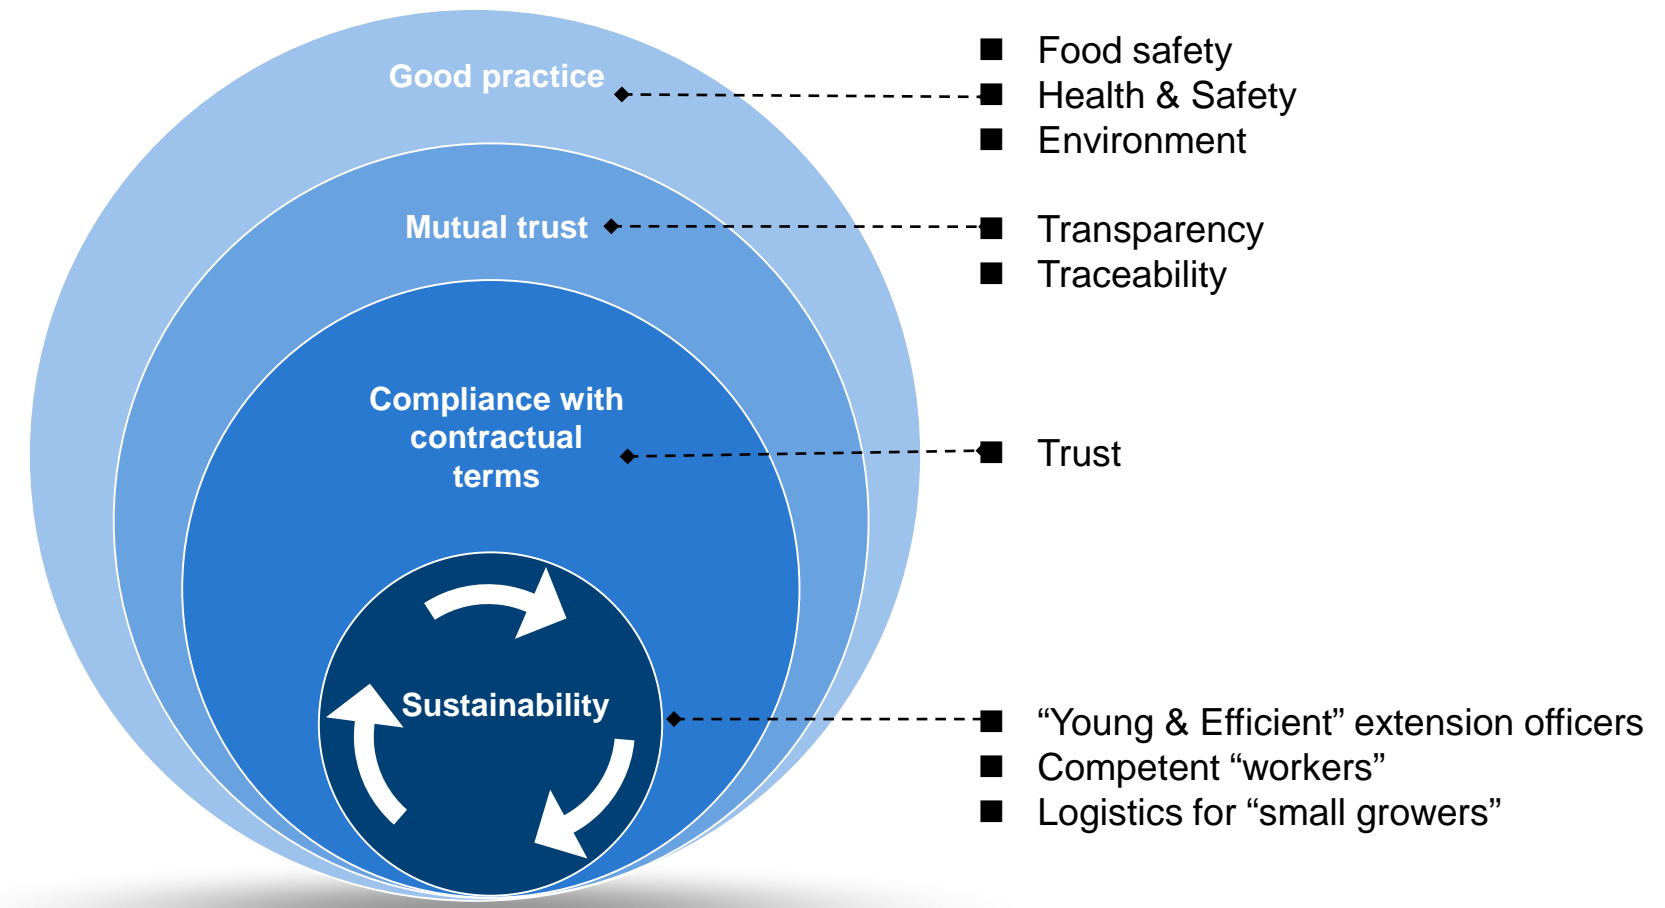 Good practice
Food safety
Health & Safety
Environment
Mutual trust
Transparency
Traceability
Compliance with
contractual
terms
Trust
Sustainability
“Young & Efficient” extension officers
Competent “workers”
Logistics for “small growers”